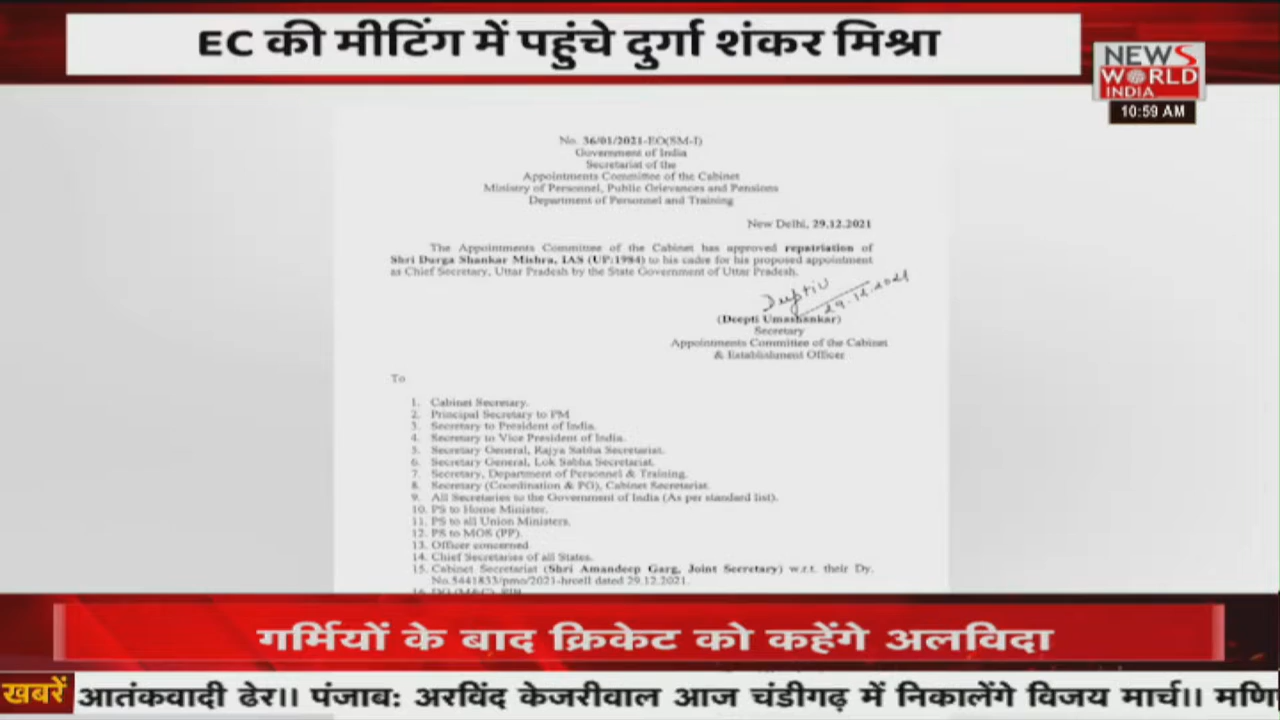 EC की मीटिंग में पहुंचे दुर्गा शंकर मिश्रा
NEWS
WORLD
INDIA
10:59 AM
No. 36/01/2021-EO(SM-I)
Government of India
Secretariat of the
Appointments Committee of the Cabinet
Ministry of Personnel, Public Grievances and Pensions
Department of Personnel and Training
New Delhi, 29.12.2021
The Appointments Committee of the Cabinet has approved repatriation of
Shri Durga Shankar Mishra, IAS (UP:1984) to his cadre for his proposed appointment
as Chief Secretary, Uttar Pradesh by the State Government of Uttar Pradesh.
29.12.2021
(Deepti Umashankar)
Secretary
Appointments Committee of the Cabinet
& Establishment Officer
To
1. Cabinet Secretary.
2. Principal Secretary to PM
3. Secretary to President of India.
4. Secretary to Vice President of India.
5. Secretary General, Rajya Sabha Secretariat.
6. Secretary General, Lok Sabha Secretariat.
7. Secretary, Department of Personnel & Training.
8. Secretary (Coordination & PG), Cabinet Secretariat.
9. All Secretaries to the Government of India (As per standard list).
10. PS to Home Minister.
11. PS to all Union Ministers.
12. PS to MOS (PP).
13. Officer concerned
14. Chief Secretaries of all States.
15. Cabinet Secretariat (Shri Amandeep Garg, Joint Secretary) w.r.t. their Dy.
No.5441833/pmo/2021-hrcell dated 29.12.2021.
गर्मियों के बाद क्रिकेट को कहेंगे अलविदा
खबरें आतंकवादी ढेर।। पंजाब: अरविंद केजरीवाल आज चंडीगढ़ में निकालेंगे विजय मार्च।। मणि